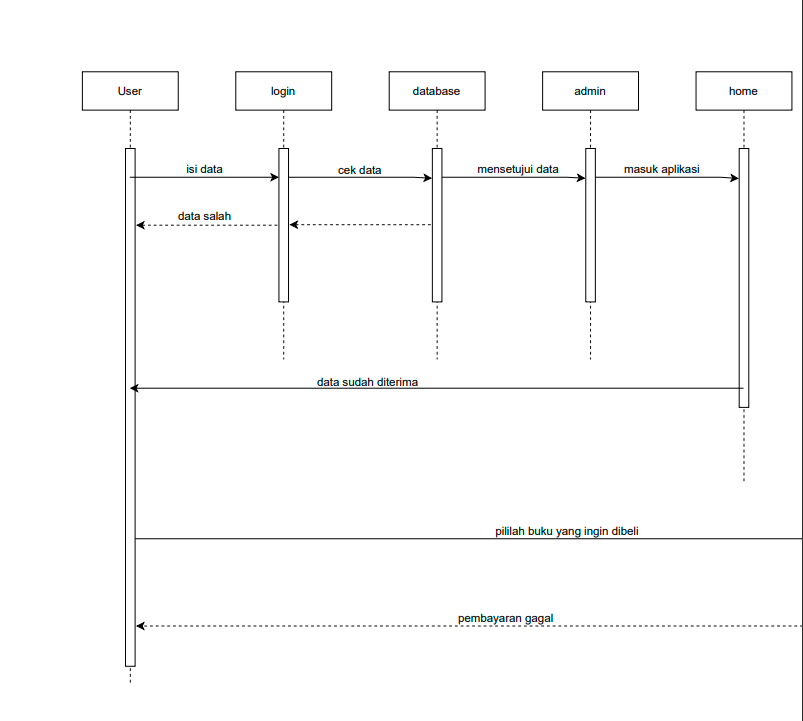 User
login
database
admin
home
isi data
cek data
mensetujui data
masuk aplikasi
data salah
data sudah diterima
pililah buku yang ingin dibeli
pembayaran gagal